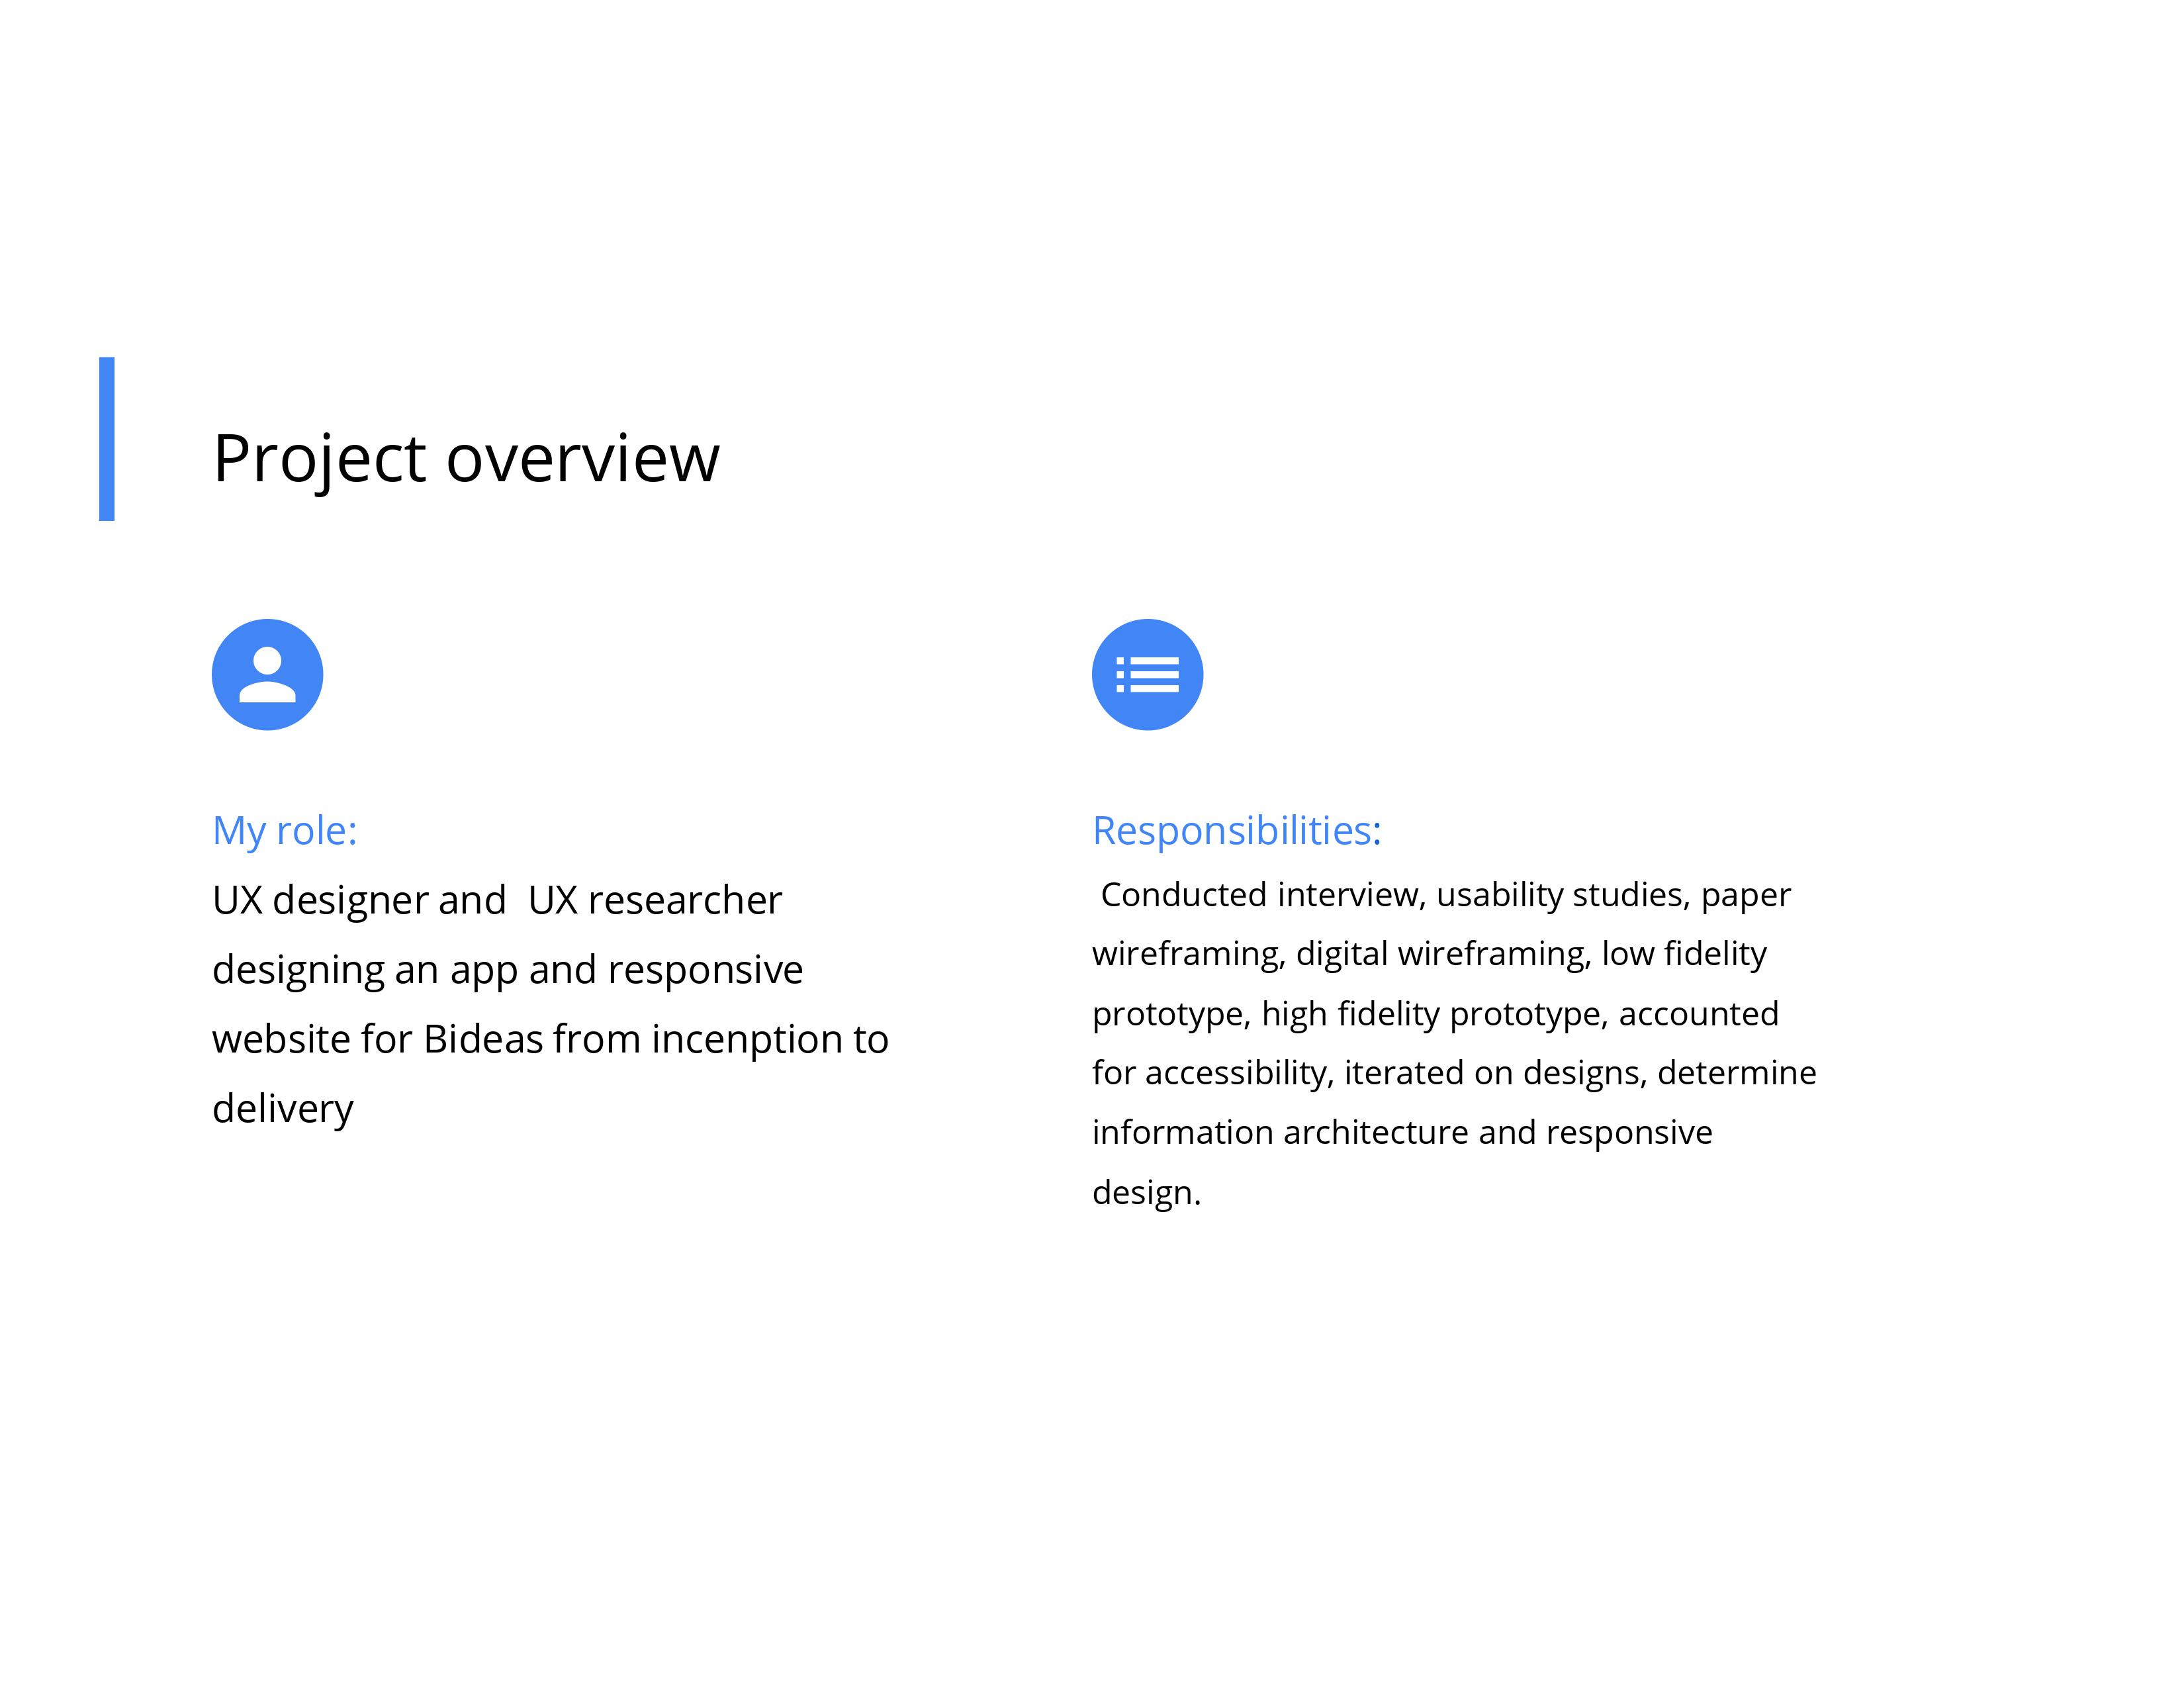 Project overview
My role:
UX designer and  UX researcher
designing an app and responsive
website for Bideas from incenption to
delivery
Responsibilities:
Conducted interview, usability studies, paper
wireframing, digital wireframing, low fidelity
prototype, high fidelity prototype, accounted
for accessibility, iterated on designs, determine
information architecture and responsive
design.